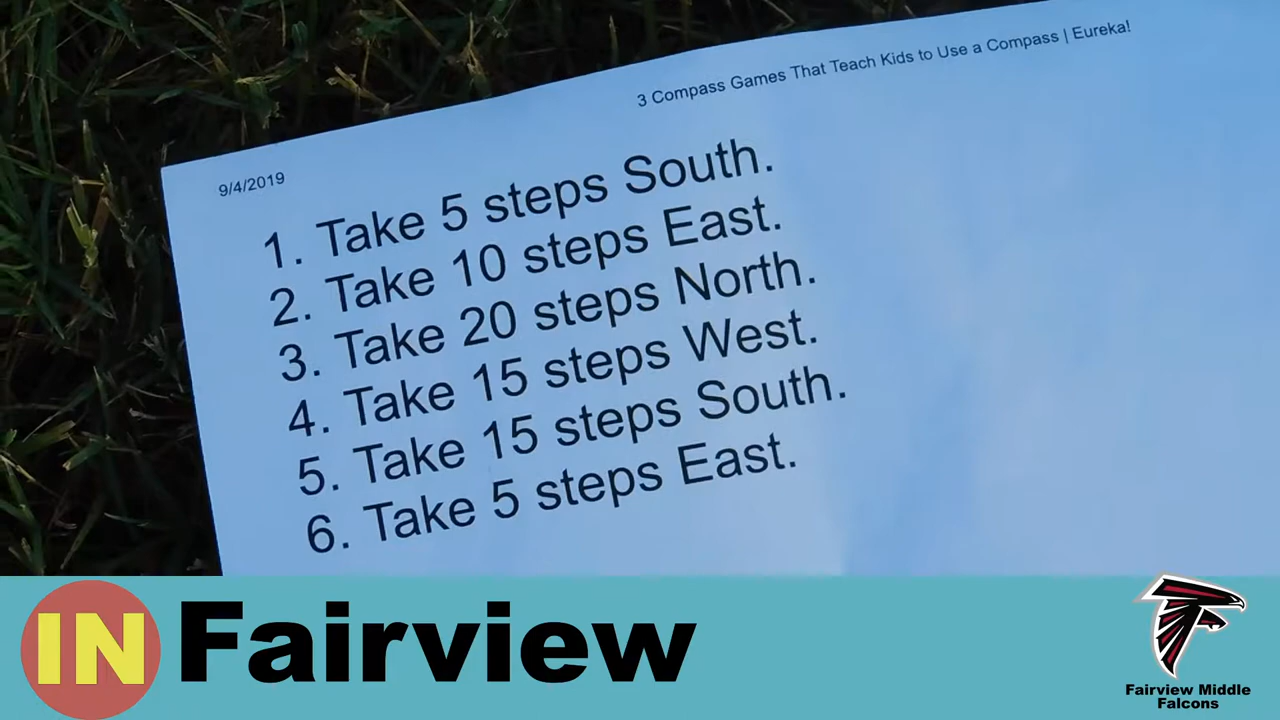 3 Compass Games That Teach Kids to Use a Compass | Eureka!
9/4/2019
1. Take 5 steps South.
2. Take 10 steps East.
3. Take 20 steps North.
4. Take 15 steps West.
5. Take 15 steps South.
6. Take 5 steps East.
IN Fairview
Fairview Middle
Falcons